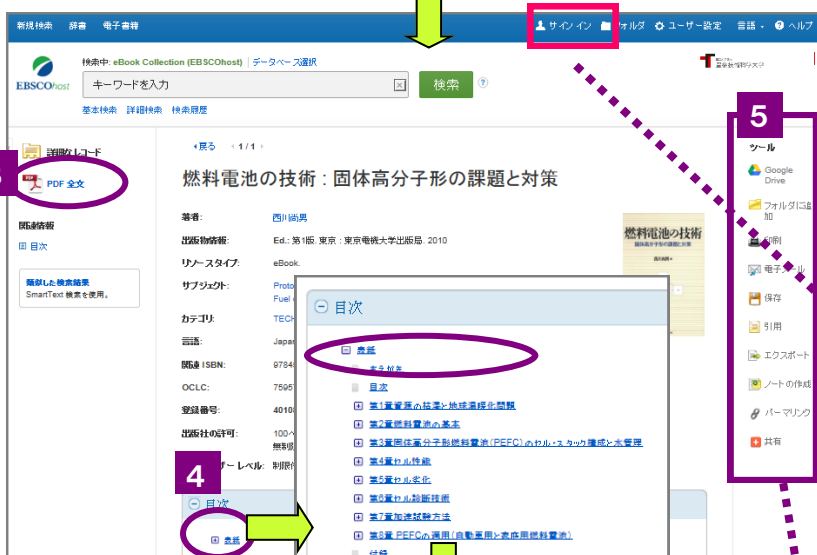 新規検索 辞書 電子書籍
サインイン フォルダ ユーザー設定 言語 ヘルプ
検索中: eBook Collection (EBSCOhost) データベース選択
EBSCOhost
キーワードを入力
検索
基本検索 詳細検索 検索履歴
5
詳細なレコード
PDF 全文
関連情報
目次
類似した検索結果
SmartText 検索を使用。
戻る 1/1
燃料電池の技術 : 固体高分子形の課題と対策
著者: 西川尚男
出版物情報: Ed.: 第1版. 東京 : 東京電機大学出版局. 2010
リソースタイプ: eBook.
サブジェクト: Proto
Fuel
カテゴリ: TECH
言語: Japan
関連 ISBN:
OCLC:
登録番号:
出版社の許可:
ーレベル: 制限
燃料電池の技術
4
目次
表紙
目次
表紙
まえがき
目次
第1章資源の枯渇と地球温暖化問題
第2章燃料電池の基本
第3章固体高分子形燃料電池(PEFC)のセル・スタック構成と水管理
第4章セル性能
第5章セル劣化
第6章セル診断技術
第7章加速試験方法
第8章 PEFCの適用(自動車用と家庭用燃料電池)
付録
ツール
Google
Drive
フォルダに追
加
印刷
電子メール
保存
引用
エクスポート
ノートの作成
パーマリンク
共有